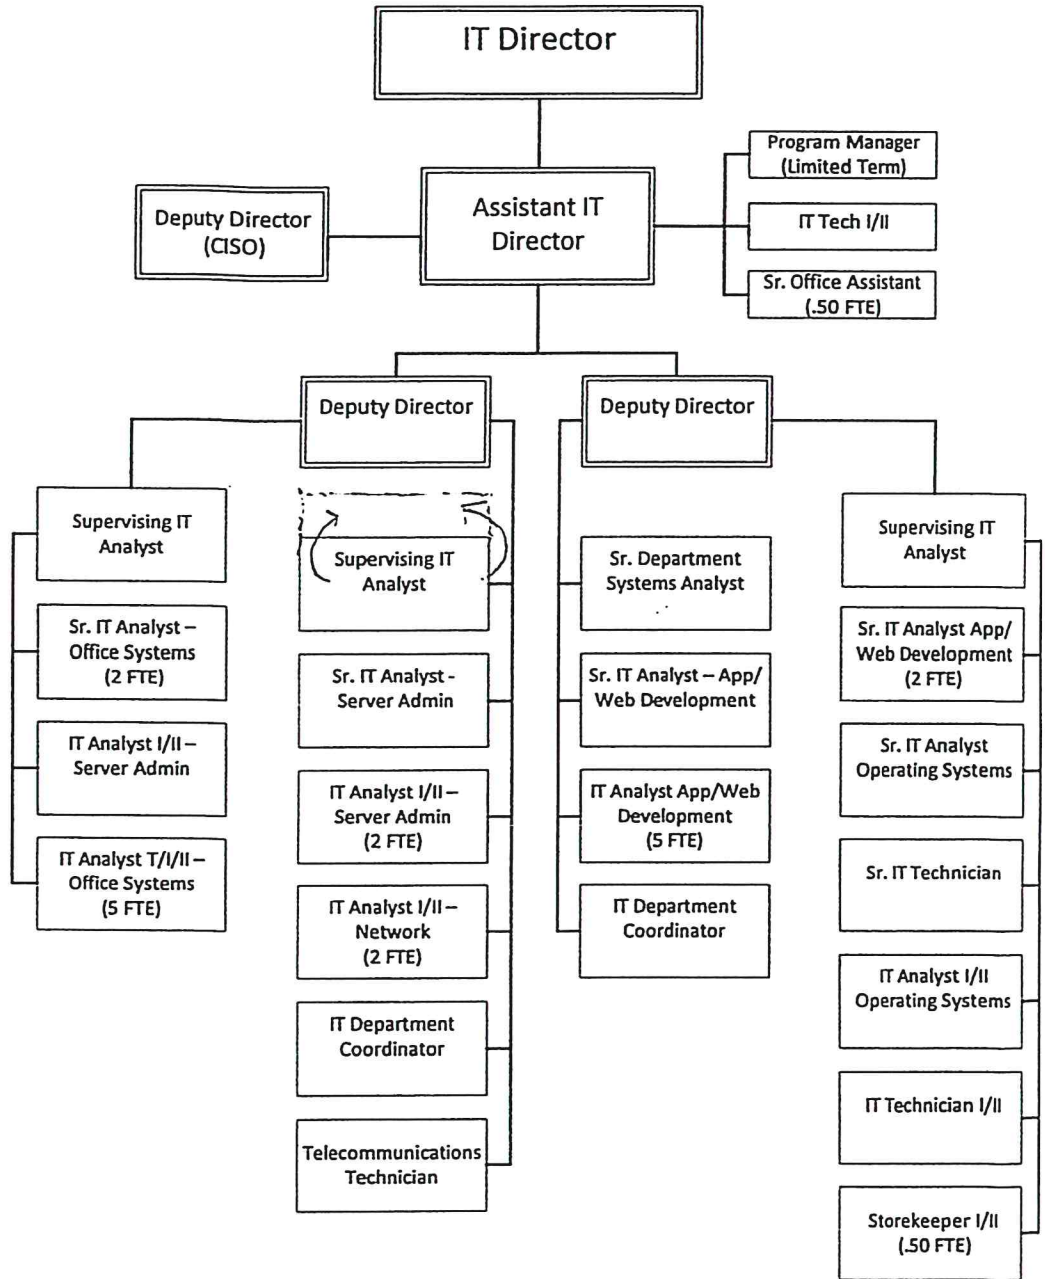 IT Director
Assistant IT
Director
Deputy Director
(CISO)
Program Manager
(Limited Term)
IT Tech I/II
Sr. Office Assistant
(.50 FTE)
Deputy Director
Deputy Director
Supervising IT
Analyst
Sr. IT Analyst –
Office Systems
(2 FTE)
IT Analyst I/II –
Server Admin
IT Analyst T/I/II –
Office Systems
(5 FTE)
Supervising IT
Analyst
Sr. IT Analyst -
Server Admin
IT Analyst I/II –
Server Admin
(2 FTE)
IT Analyst I/II –
Network
(2 FTE)
IT Department
Coordinator
Telecommunications
Technician
Sr. Department
Systems Analyst
Sr. IT Analyst – App/
Web Development
IT Analyst App/Web
Development
(5 FTE)
IT Department
Coordinator
Supervising IT
Analyst
Sr. IT Analyst App/
Web Development
(2 FTE)
Sr. IT Analyst
Operating Systems
Sr. IT Technician
IT Analyst I/II
Operating Systems
IT Technician I/II
Storekeeper I/II
(.50 FTE)